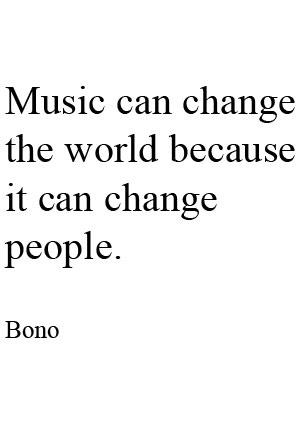 Music can change
the world because
it can change
people.
Bono